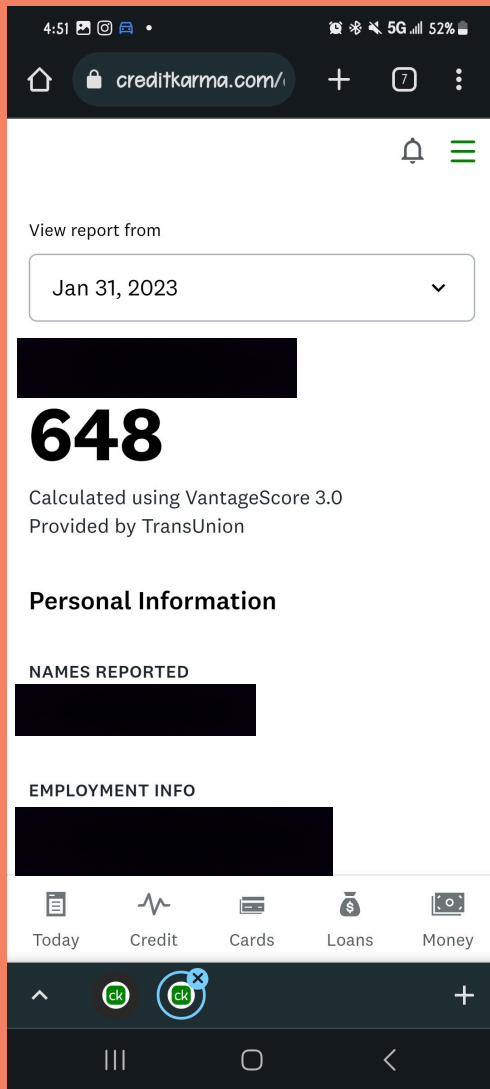 4:51 5G 52%
creditkarma.com/ 7
View report from
Jan 31, 2023
648
Calculated using VantageScore 3.0
Provided by TransUnion
Personal Information
NAMES REPORTED
EMPLOYMENT INFO
Today Credit Cards Loans Money
ck ck